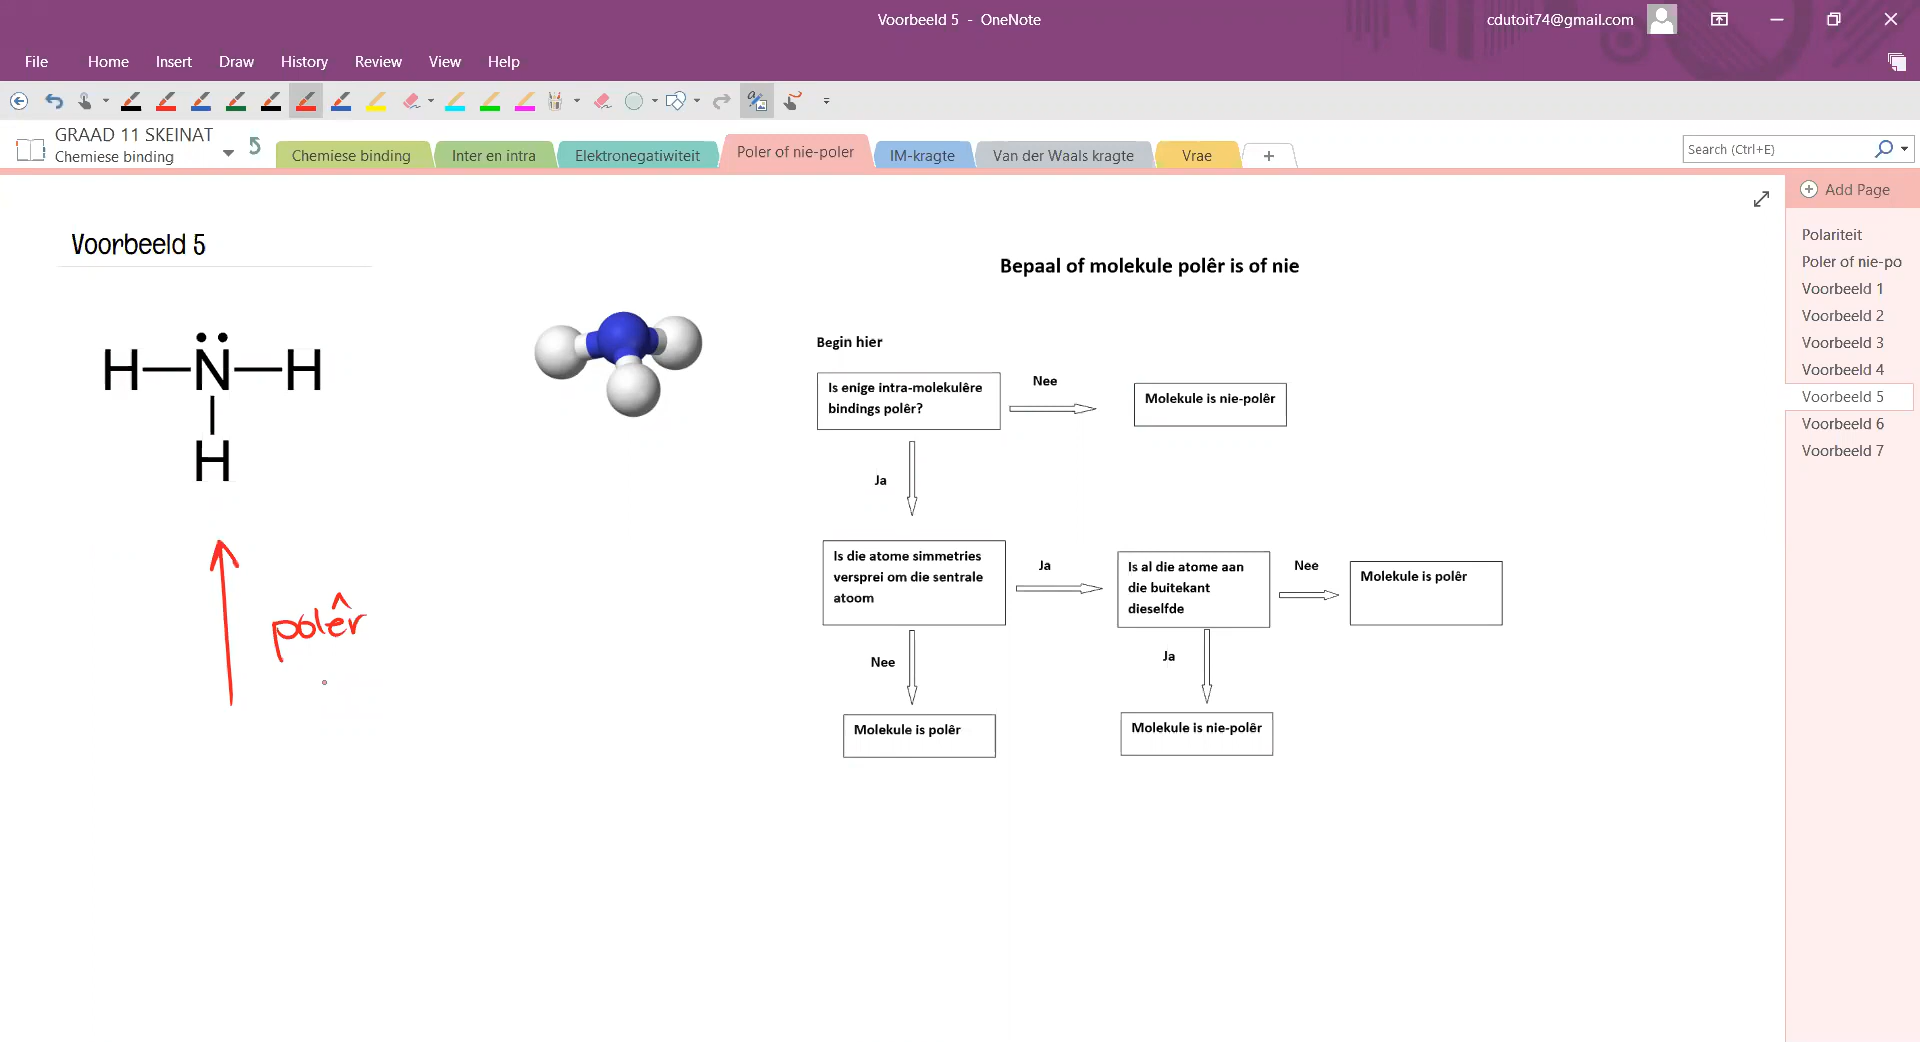 Voorbeeld 5 - OneNote
cdutoit74@gmail.com
File Home Insert Draw History Review View Help
GRAAD 11 SKEINAT
Chemiese binding
Chemiese binding
Inter en intra
Elektronegatiwiteit
Poler of nie-poler
IM-kragte
Van der Waals kragte
Vrae
Search (Ctrl+E)
Add Page
Polariteit
Poler of nie-po
Voorbeeld 1
Voorbeeld 2
Voorbeeld 3
Voorbeeld 4
Voorbeeld 5
Voorbeeld 6
Voorbeeld 7
Voorbeeld 5
H N H
H
polêr
Bepaal of molekule polêr is of nie
Begin hier
Is enige intra-molekulêre
bindings polêr?
Nee
Molekule is nie-polêr
Ja
Is die atome simmetries
versprei om die sentrale
atoom
Ja
Is al die atome aan
die buitekant
dieselfde
Nee
Molekule is polêr
Nee
Ja
Molekule is polêr
Molekule is nie-polêr